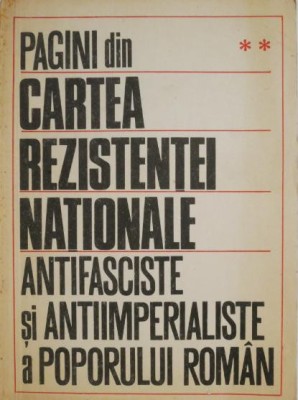 PAGINI din **
CARTEA
REZISTENȚEI
NAȚIONALE
ANTIFASCISTE
și ANTIIMPERIALISTE
a POPORULUI ROMÂN